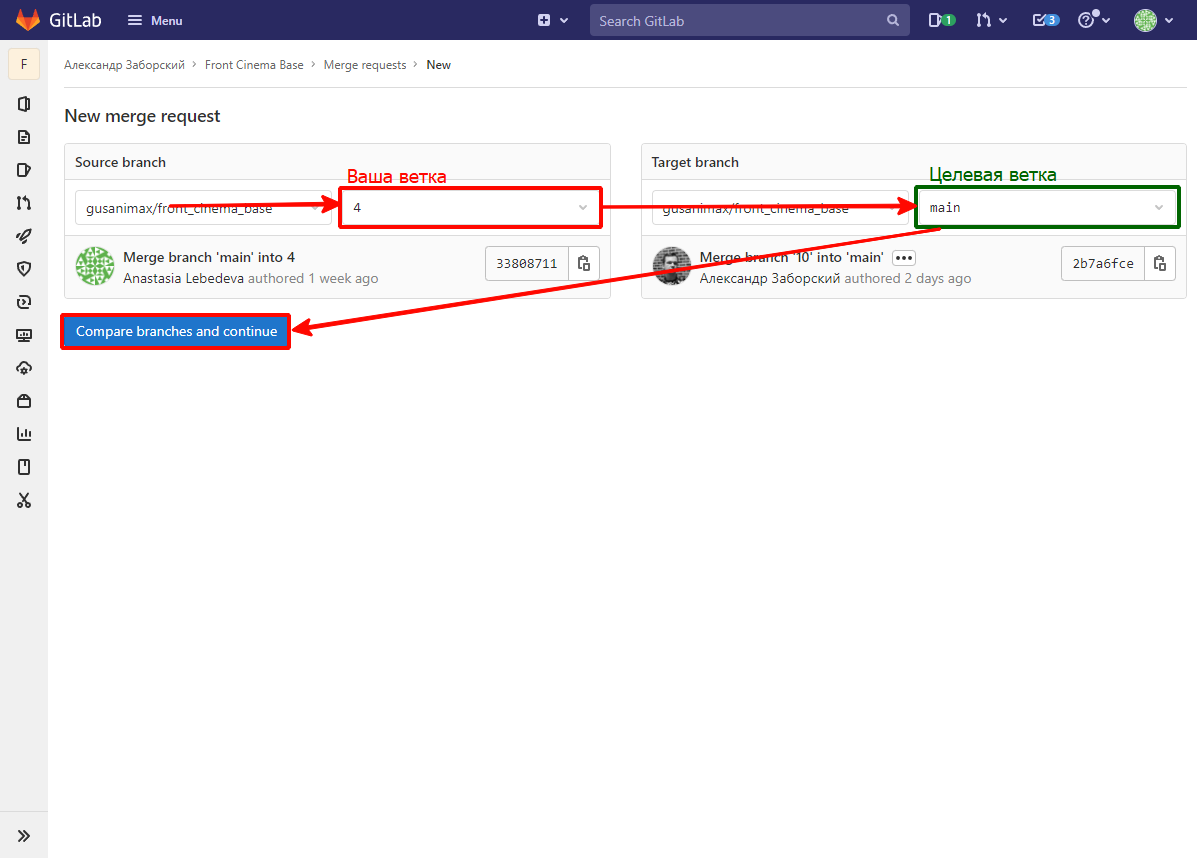 GitLab Menu Search GitLab 1 3
F Александр Заборский › Front Cinema Base › Merge requests › New
New merge request
Source branch
Ваша ветка
gusanimax/front_cinema_base 4
Merge branch 'main' into 4
Anastasia Lebedeva authored 1 week ago
33808711
Target branch
Целевая ветка
gusanimax/front_cinema_base main
Merge branch '10' into 'main'
Александр Заборский authored 2 days ago
2b7a6fce
Compare branches and continue